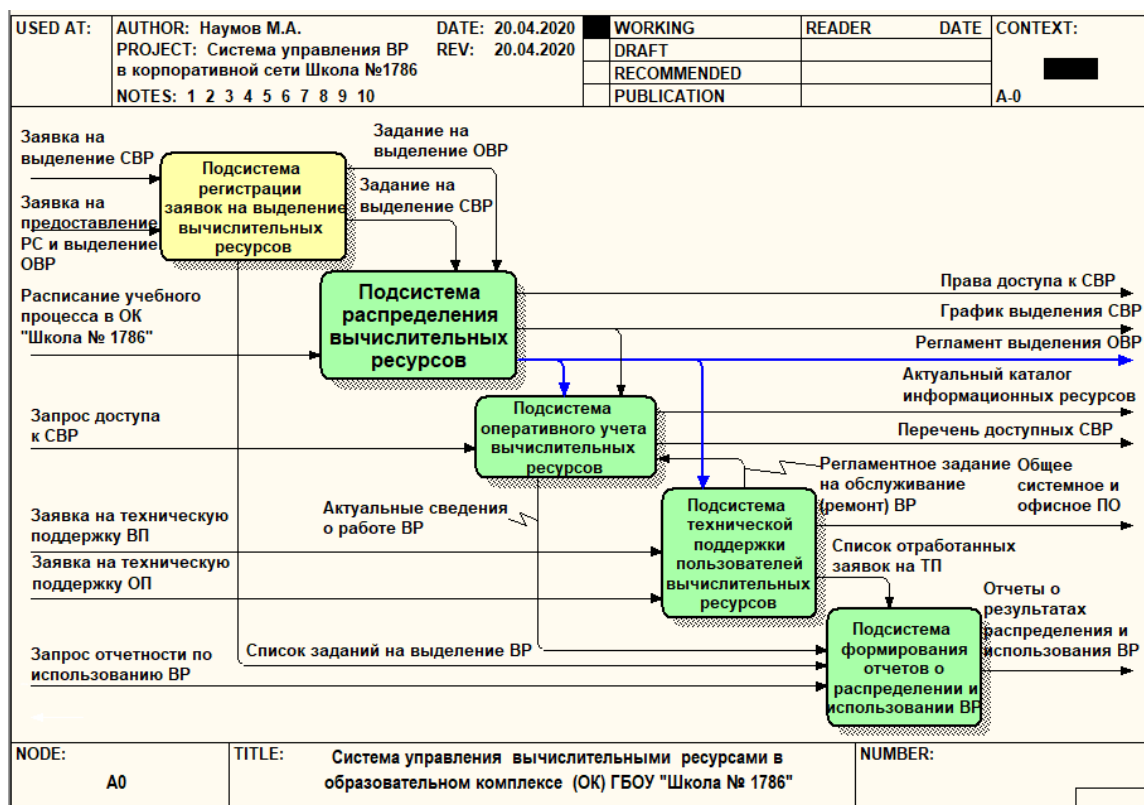 USED AT:
AUTHOR: Наумов М.А.
DATE: 20.04.2020
PROJECT: Система управления ВР
REV: 20.04.2020
в корпоративной сети Школа №1786
NOTES: 1 2 3 4 5 6 7 8 9 10
WORKING
DRAFT
RECOMMENDED
PUBLICATION
READER
DATE
CONTEXT:
A-0
Заявка на
выделение СВР
Заявка на
предоставление
РС и выделение
ОВР
Подсистема
регистрации
заявок на выделение
вычислительных
ресурсов
Задание на
выделение ОВР
Задание на
выделение СВР
Расписание учебного
процесса в ОК
"Школа № 1786"
Подсистема
распределения
вычислительных
ресурсов
Права доступа к СВР
График выделения СВР
Регламент выделения ОВР
Актуальный каталог
информационных ресурсов
Запрос доступа
к СВР
Подсистема
оперативного учета
вычислительных
ресурсов
Перечень доступных СВР
Регламентное задание
на обслуживание
(ремонт) ВР
Общее
системное и
офисное ПО
Актуальные сведения
о работе ВР
Заявка на техническую
поддержку ВП
Заявка на техническую
поддержку ОП
Подсистема
технической
поддержки
пользователей
вычислительных
ресурсов
Список отработанных
заявок на ТП
Отчеты о
результатах
распределения и
использования ВР
Запрос отчетности по
использованию ВР
Список заданий на выделение ВР
Подсистема
формирования
отчетов о
распределении и
использовании ВР
NODE:
A0
TITLE:
Система управления вычислительными ресурсами в
образовательном комплексе (ОК) ГБОУ "Школа № 1786"
NUMBER: